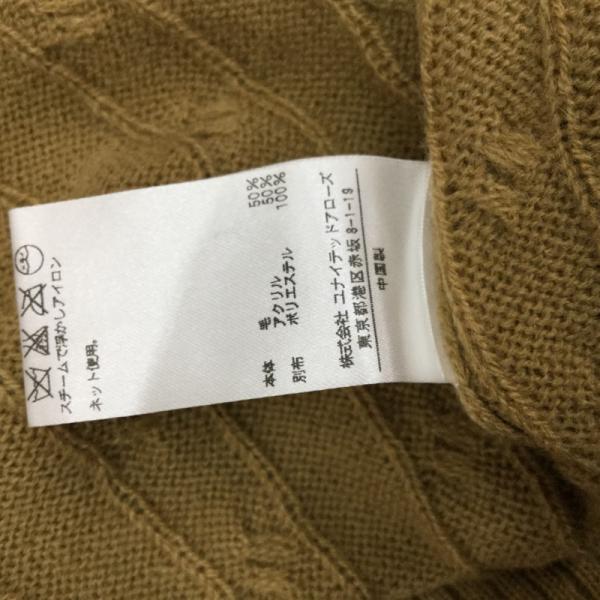 本体 毛 50%
アクリル 50%
別布 ポリエステル 100%
株式会社 ユナイテッドアローズ
東京都港区赤坂 8-1-19
中国製
スチームで浮かしアイロン
ネット使用。